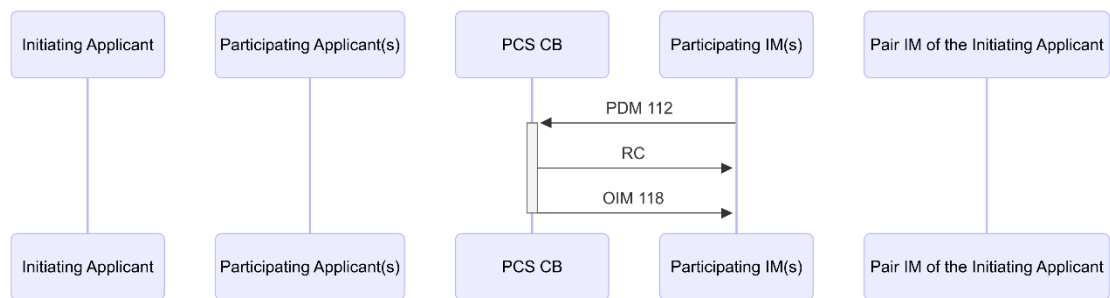 Initiating Applicant
Participating Applicant(s)
PCS CB
Participating IM(s)
Pair IM of the Initiating Applicant
PDM 112
RC
OIM 118
Initiating Applicant
Participating Applicant(s)
PCS CB
Participating IM(s)
Pair IM of the Initiating Applicant